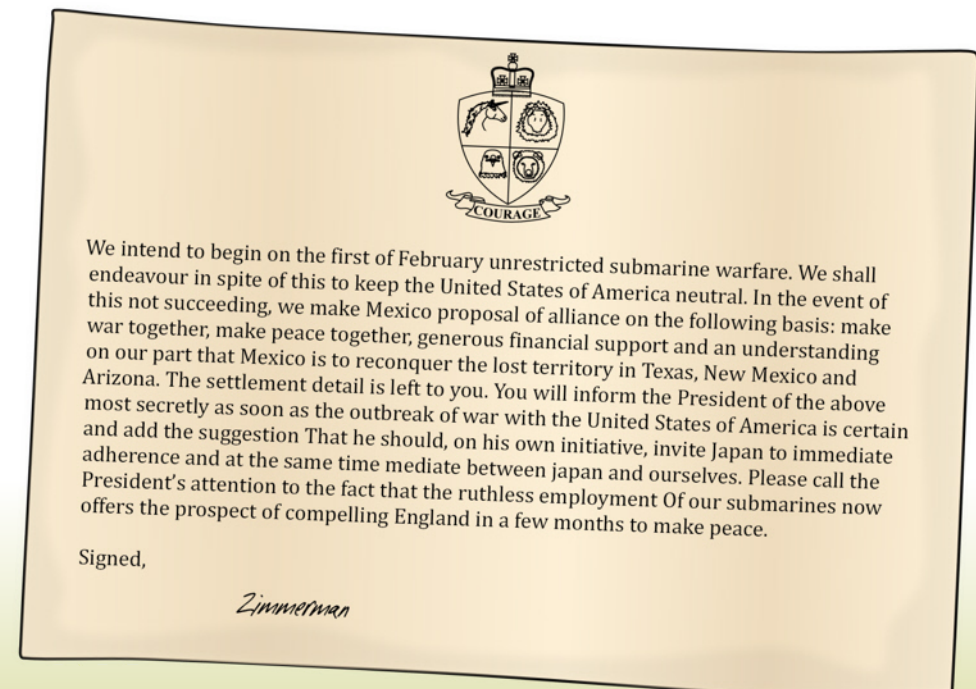 COURAGE
We intend to begin on the first of February unrestricted submarine warfare. We shall
endeavour in spite of this to keep the United States of America neutral. In the event of
this not succeeding, we make Mexico proposal of alliance on the following basis: make
war together, make peace together, generous financial support and an understanding
on our part that Mexico is to reconquer the lost territory in Texas, New Mexico and
Arizona. The settlement detail is left to you. You will inform the President of the above
most secretly as soon as the outbreak of war with the United States of America is certain
and add the suggestion That he should, on his own initiative, invite Japan to immediate
adherence and at the same time mediate between japan and ourselves. Please call the
President's attention to the fact that the ruthless employment Of our submarines now
offers the prospect of compelling England in a few months to make peace.
Signed,
Zimmerman